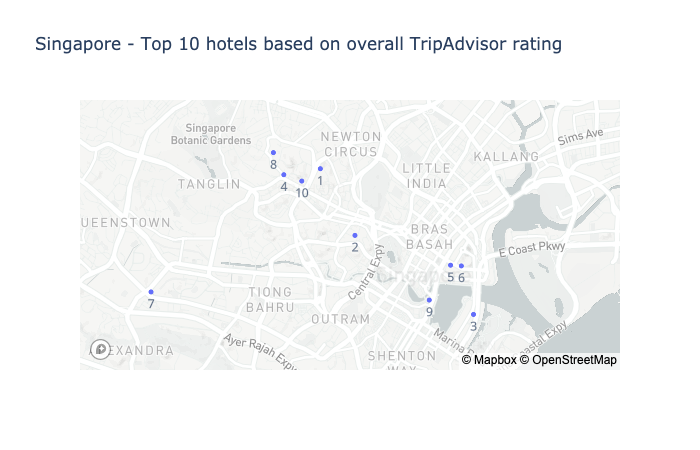 Singapore - Top 10 hotels based on overall TripAdvisor rating
Singapore
Botanic Gardens
NEWTON
CIRCUS
Sims Ave
KALLANG
8
LITTLE
INDIA
TANGLIN
4
10
1
UEENSTOWN
BRAS
BASAH
2
E Coast Pkwy
Central Expy
Singapore
5
6
7
TIONG
BAHRU
9
OUTRAM
3
Marina
oastal Expy
Ayer Rajah Expy
EXANDRA
SHENTON
WAY
© Mapbox © OpenStreetMap